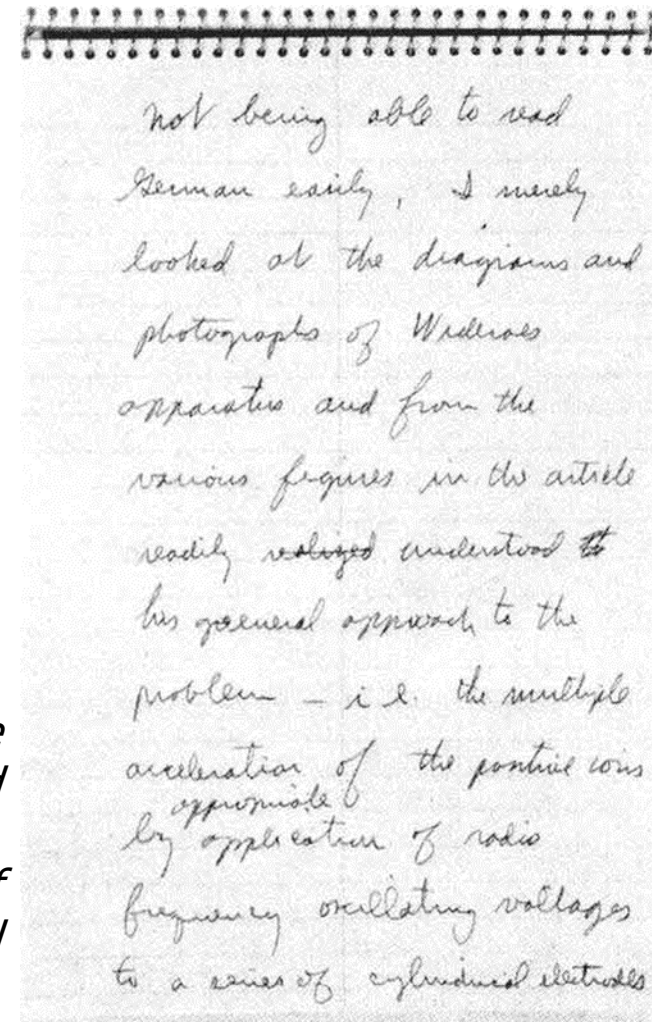 not being able to read
German easily, I merely
looked at the diagrams and
photographs of Wideroes
apparatus and from the
various figures in the article
readily realized understood
his general approach to the
problem – i e. the multiple
acceleration of the positive ions
appropriate
by application of radio
frequency oscillating voltages
to a series of cylindrical electrodes